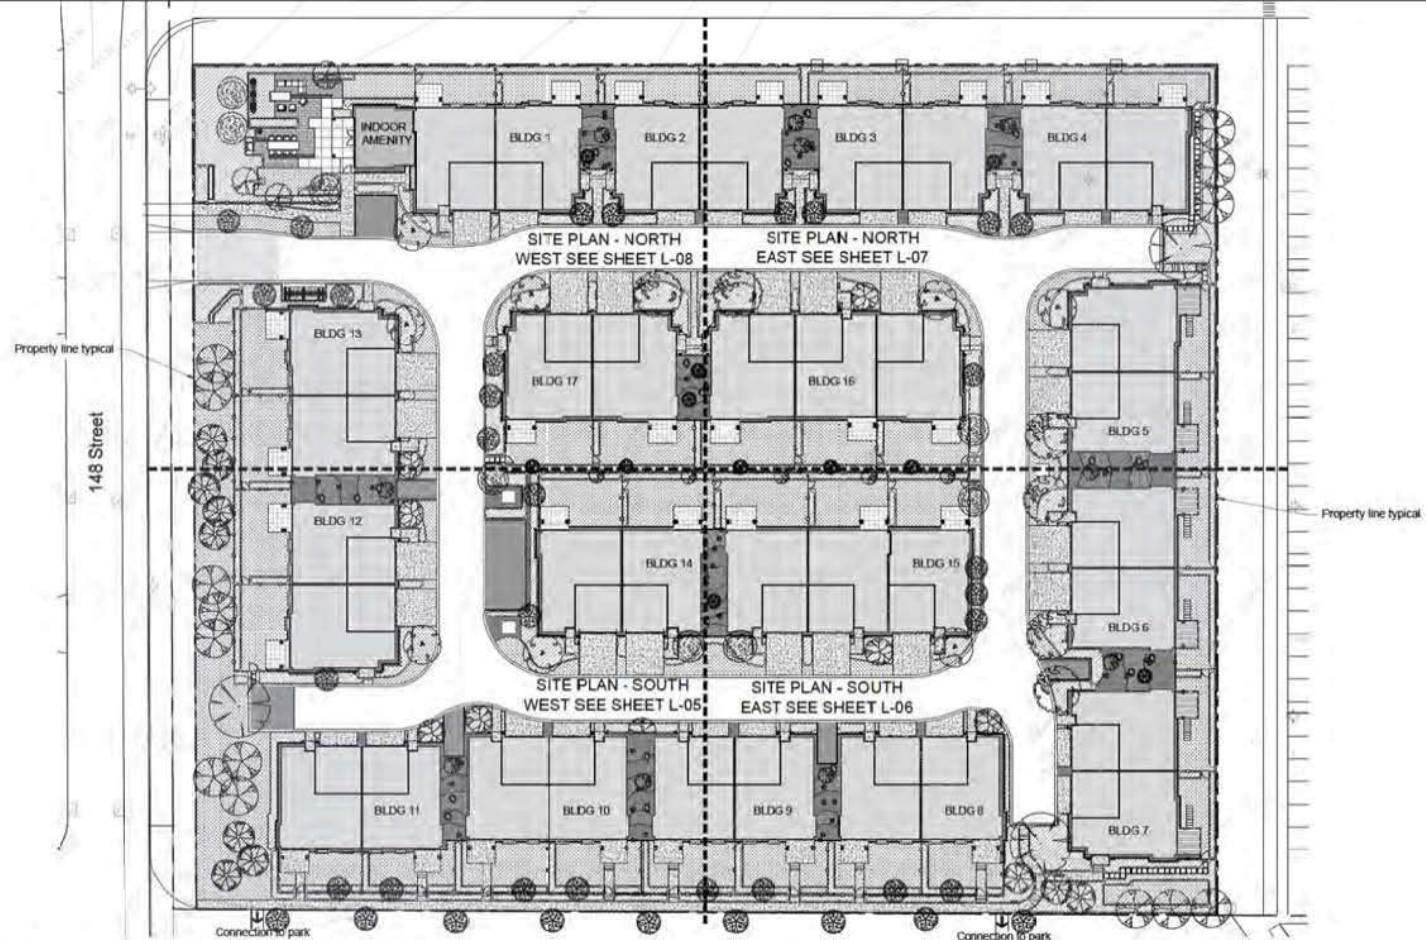 INDOOR
AMENITY
BLDG 1
BLDG 2
BLDG 3
BLDG 4
SITE PLAN - NORTH
WEST SEE SHEET L-08
SITE PLAN - NORTH
EAST SEE SHEET L-07
BLDG 13
Property line typical
BLDG 17
BLDG 16
BLDG 5
148 Street
BLDG 12
Property line typical
BLDG 14
BLDG 15
BLDG 6
SITE PLAN - SOUTH
WEST SEE SHEET L-05
SITE PLAN - SOUTH
EAST SEE SHEET L-06
BLDG 11
BLDG 10
BLDG 9
BLDG 8
BLDG 7
Connection to park
Connection to park